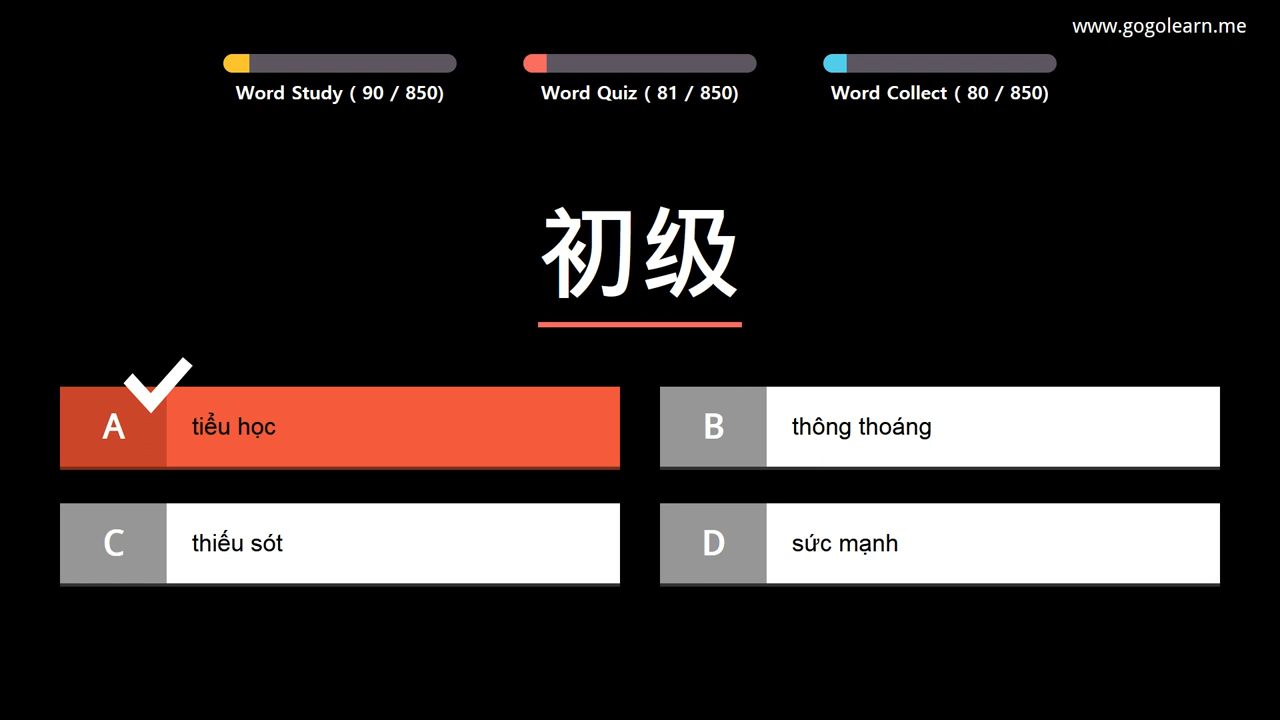 www.gogolearn.me
Word Study ( 90 / 850)
Word Quiz ( 81 / 850)
Word Collect ( 80 / 850)
初级
A tiểu học
B thông thoáng
C thiếu sót
D sức mạnh